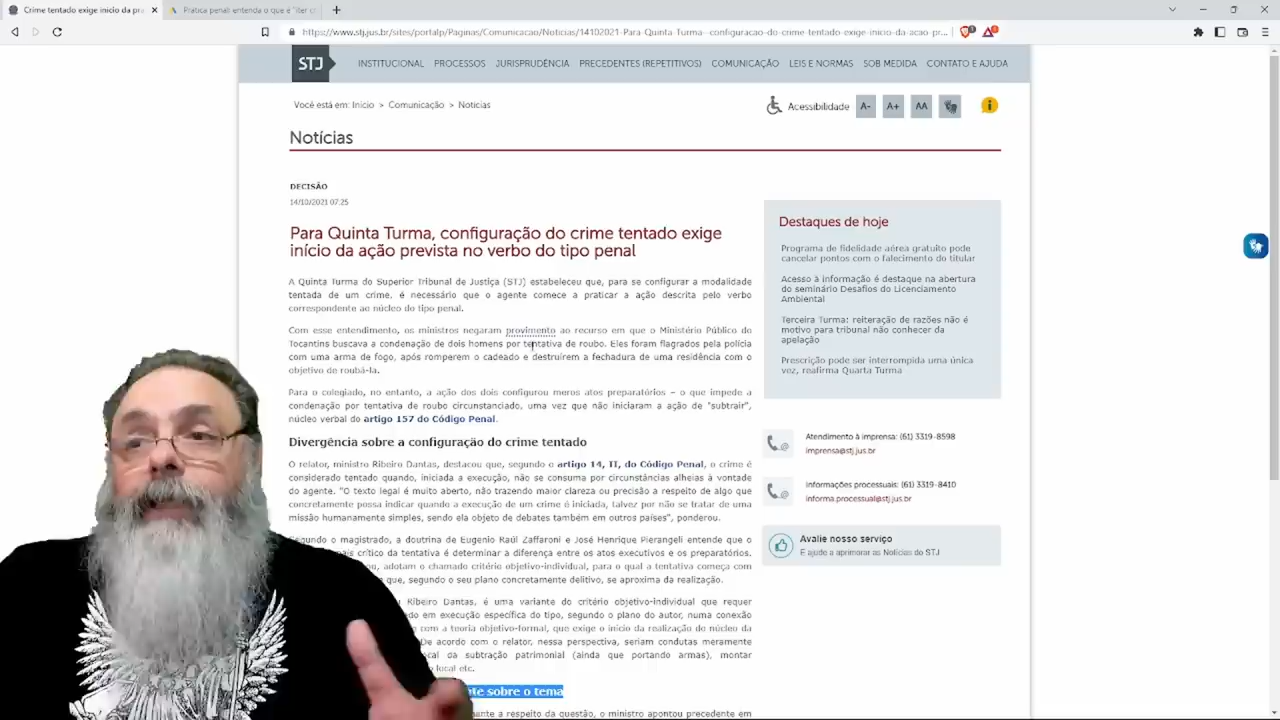 Crime tentado exige início da pra
Prática penal: entenda o que é "iter c
https://www.stj.jus.br/sites/portalp/Paginas/Comunicacao/Noticias/14102021-Para-Quinta-Turma--configuracao-do-crime-tentado-exige-inicio-da-acao-pr...
STJ
INSTITUCIONAL PROCESSOS JURISPRUDÊNCIA PRECEDENTES (REPETITIVOS) COMUNICAÇÃO LEIS E NORMAS SOB MEDIDA CONTATO E AJUDA
Você está em: Início > Comunicação > Notícias
Acessibilidade A- A+ AA
Notícias
DECISÃO
14/10/2021 07:25
Para Quinta Turma, configuração do crime tentado exige
início da ação prevista no verbo do tipo penal
A Quinta Turma do Superior Tribunal de Justiça (STJ) estabeleceu que, para se configurar a modalidade
tentada de um crime, é necessário que o agente comece a praticar a ação descrita pelo verbo
correspondente ao núcleo do tipo penal.
Com esse entendimento, os ministros negaram provimento ao recurso em que o Ministério Público do
Tocantins buscava a condenação de dois homens por tentativa de roubo. Eles foram flagrados pela polícia
com uma arma de fogo, após romperem o cadeado e destruírem a fechadura de uma residência com o
objetivo de roubá-la.
Para o colegiado, no entanto, a ação dos dois configurou meros atos preparatórios – o que impede a
condenação por tentativa de roubo circunstanciado, uma vez que não iniciaram a ação de "subtrair",
núcleo verbal do artigo 157 do Código Penal.
Divergência sobre a configuração do crime tentado
O relator, ministro Ribeiro Dantas, destacou que, segundo o artigo 14, II, do Código Penal, o crime é
considerado tentado quando, iniciada a execução, não se consuma por circunstâncias alheias à vontade
do agente. "O texto legal é muito aberto, não trazendo maior clareza ou precisão a respeito de algo que
concretamente possa indicar quando a execução de um crime é iniciada, talvez por não se tratar de uma
missão humanamente simples, sendo ela objeto de debates também em outros países", ponderou.
Segundo o magistrado, a doutrina de Eugenio Raúl Zaffaroni e José Henrique Pierangeli entende que o
mais crítico da tentativa é determinar a diferença entre os atos executivos e os preparatórios.
adotam o chamado critério objetivo-individual, para o qual a tentativa começa com
que, segundo o seu plano concretamente delitivo, se aproxima da realização.
Ribeiro Dantas, é uma variante do critério objetivo-individual que requer
em execução específica do tipo, segundo o plano do autor, numa conexão
com a teoria objetivo-formal, que exige o início da realização do núcleo da
De acordo com o relator, nessa perspectiva, seriam condutas meramente
da subtração patrimonial (ainda que portando armas), montar
local etc.
sobre o tema
a respeito da questão, o ministro apontou precedente em
Destaques de hoje
Programa de fidelidade aérea gratuito pode
cancelar pontos com o falecimento do titular
Acesso à informação é destaque na abertura
do seminário Desafios do Licenciamento
Ambiental
Terceira Turma: reiteração de razões não é
motivo para tribunal não conhecer da
apelação
Prescrição pode ser interrompida uma única
vez, reafirma Quarta Turma
Atendimento à imprensa: (61) 3319-8598
imprensa@stj.jus.br
Informações processuais: (61) 3319-8410
informa.processual@stj.jus.br
Avalie nosso serviço
E ajude a aprimorar as Notícias do STJ